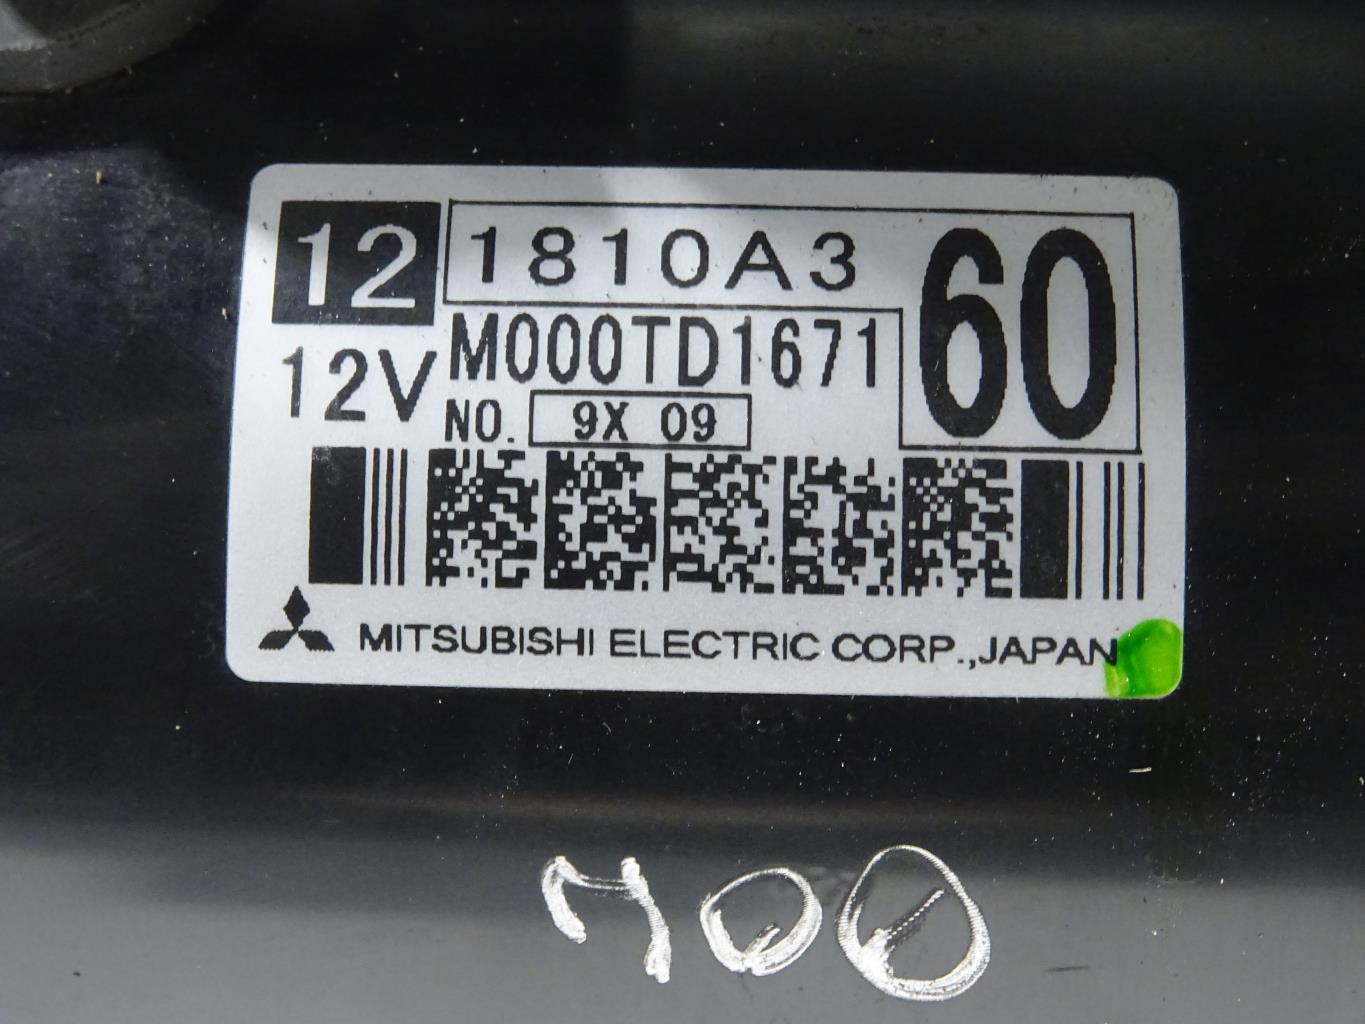 12 1810A3 60
12V M000TD1671
NO. 9X 09
MITSUBISHI ELECTRIC CORP.,JAPAN
700